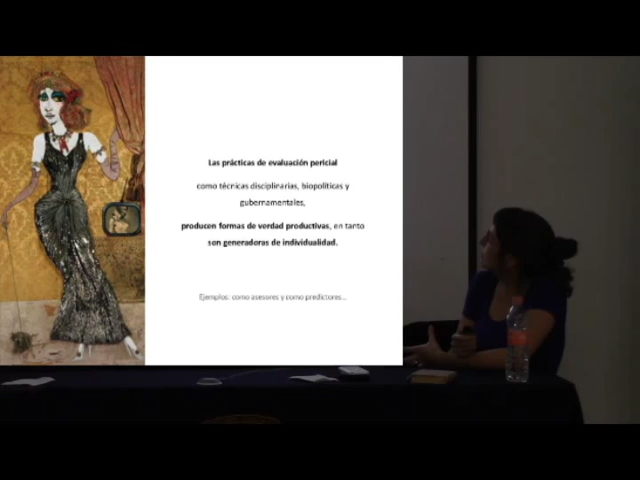 Las prácticas de evaluación pericial
como técnicas disciplinarias, biopolíticas y
gubernamentales,
producen formas de verdad productivas, en tanto
son generadoras de individualidad.
Ejemplos: como asesores y como predictores...